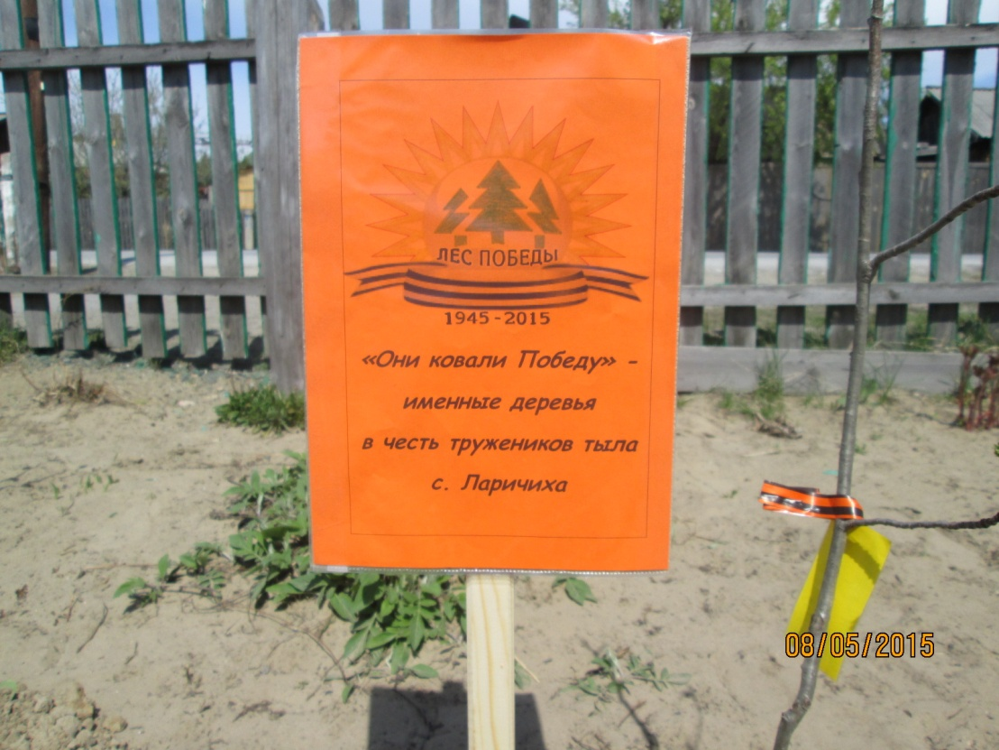 ЛЕС ПОБЕДЫ
1945-2015
«Они ковали Победу» -
именные деревья
в честь тружеников тыла
с. Ларичиха
08/05/2015